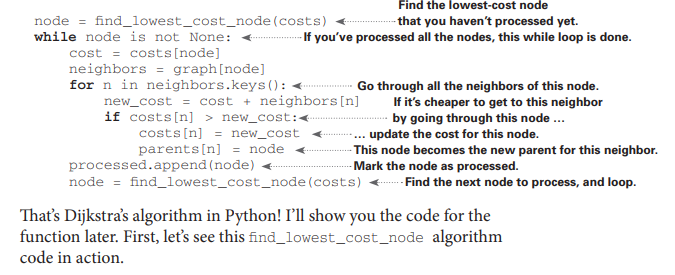 Find the lowest-cost node
node = find_lowest_cost_node(costs) that you haven't processed yet.
while node is not None: If you've processed all the nodes, this while loop is done.
cost = costs[node]
neighbors = graph[node]
for n in neighbors.keys(): Go through all the neighbors of this node.
new_cost = cost + neighbors[n] If it's cheaper to get to this neighbor
if costs[n] > new_cost: by going through this node …
costs[n] = new_cost … update the cost for this node.
parents[n] = node This node becomes the new parent for this neighbor.
processed.append(node) Mark the node as processed.
node = find_lowest_cost_node(costs) Find the next node to process, and loop.
That's Dijkstra's algorithm in Python! I'll show you the code for the
function later. First, let's see this find_lowest_cost_node algorithm
code in action.